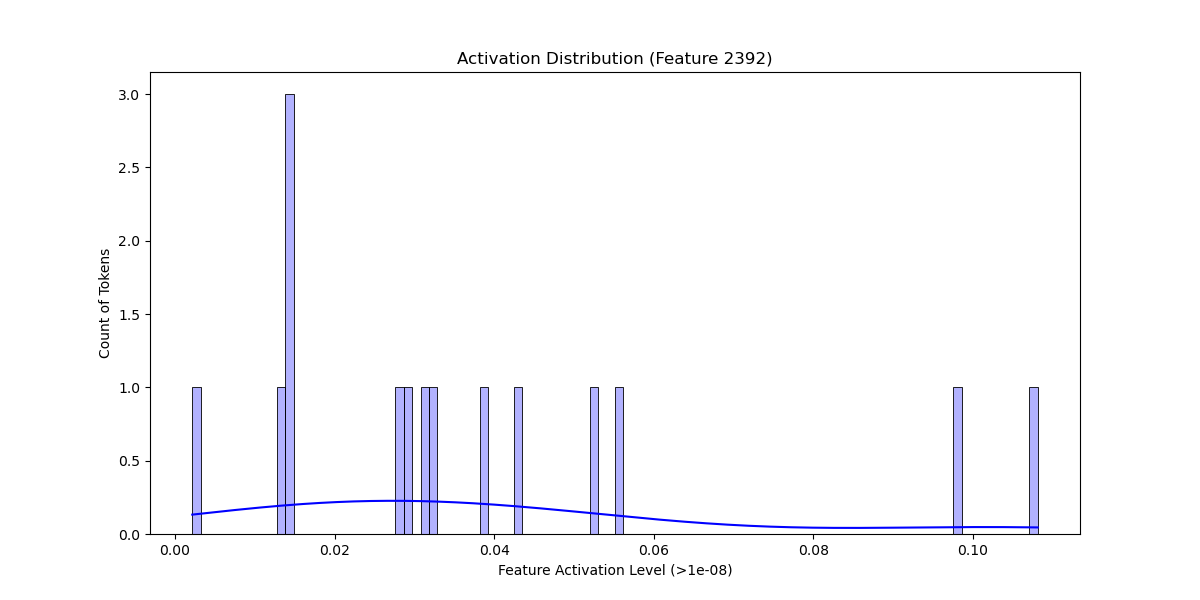 Activation Distribution (Feature 2392)
3.0
2.5
2.0
1.5
1.0
0.5
0.0
Count of Tokens
0.00 0.02 0.04 0.06 0.08 0.10
Feature Activation Level (>1e-08)